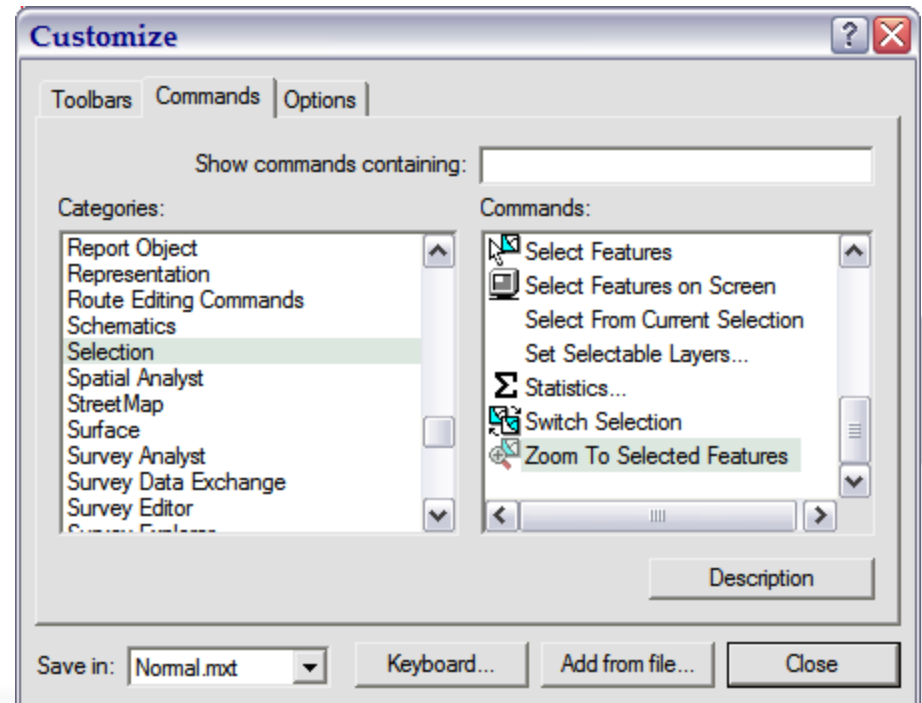 Customize
Toolbars Commands Options
Show commands containing:
Categories:
Report Object
Representation
Route Editing Commands
Schematics
Selection
Spatial Analyst
StreetMap
Surface
Survey Analyst
Survey Data Exchange
Survey Editor
Commands:
Select Features
Select Features on Screen
Select From Current Selection
Set Selectable Layers...
Σ Statistics...
Switch Selection
Zoom To Selected Features
Description
Save in: Normal.mxt Keyboard... Add from file... Close